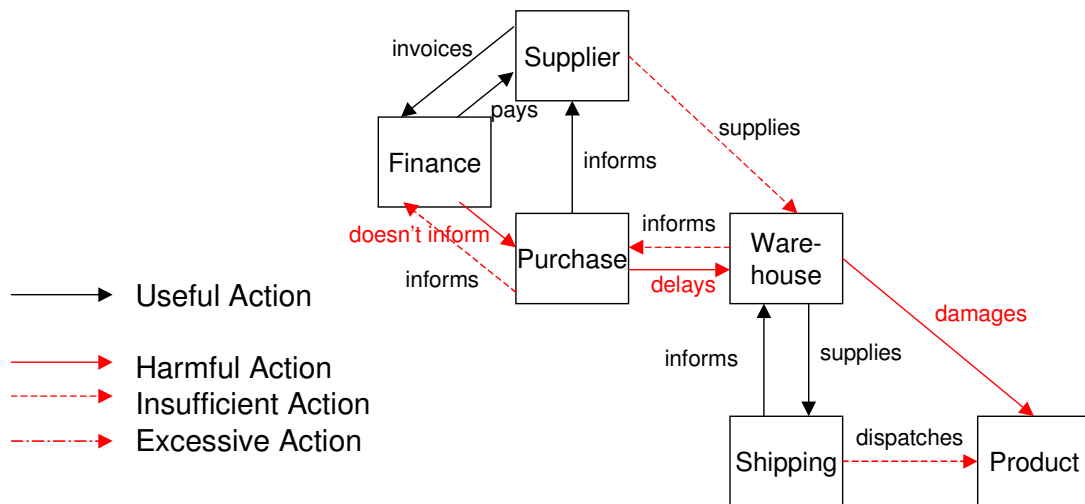 invoices
Supplier
pays
supplies
Finance
informs
doesn't inform
informs
Purchase
Ware-
house
informs
delays
Useful Action
damages
Harmful Action
informs
supplies
Insufficient Action
Excessive Action
dispatches
Shipping
Product